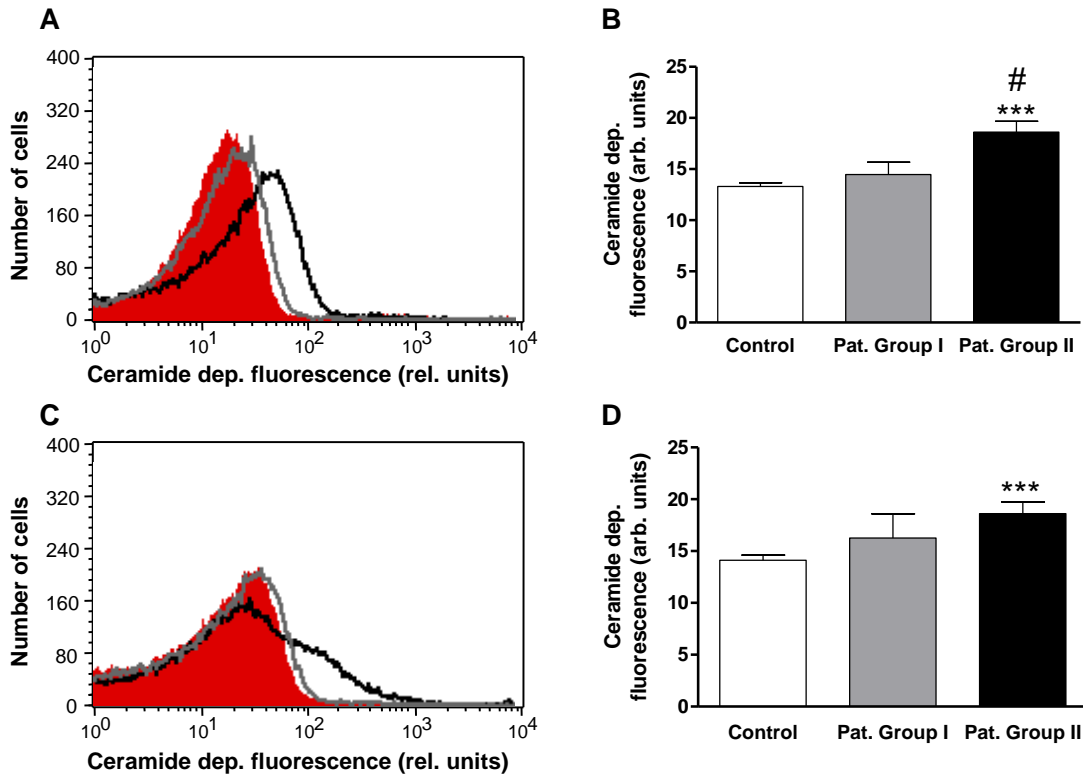 A
Number of cells
400
320
240
160
80
0
10^0 10^1 10^2 10^3 10^4
Ceramide dep. fluorescence (rel. units)
B
Ceramide dep.
fluorescence (arb. units)
25
20
15
10
5
0
#
***
Control Pat. Group I Pat. Group II
C
Number of cells
400
320
240
160
80
0
10^0 10^1 10^2 10^3 10^4
Ceramide dep. fluorescence (rel. units)
D
Ceramide dep.
fluorescence (arb. units)
25
20
15
10
5
0
***
Control Pat. Group I Pat. Group II